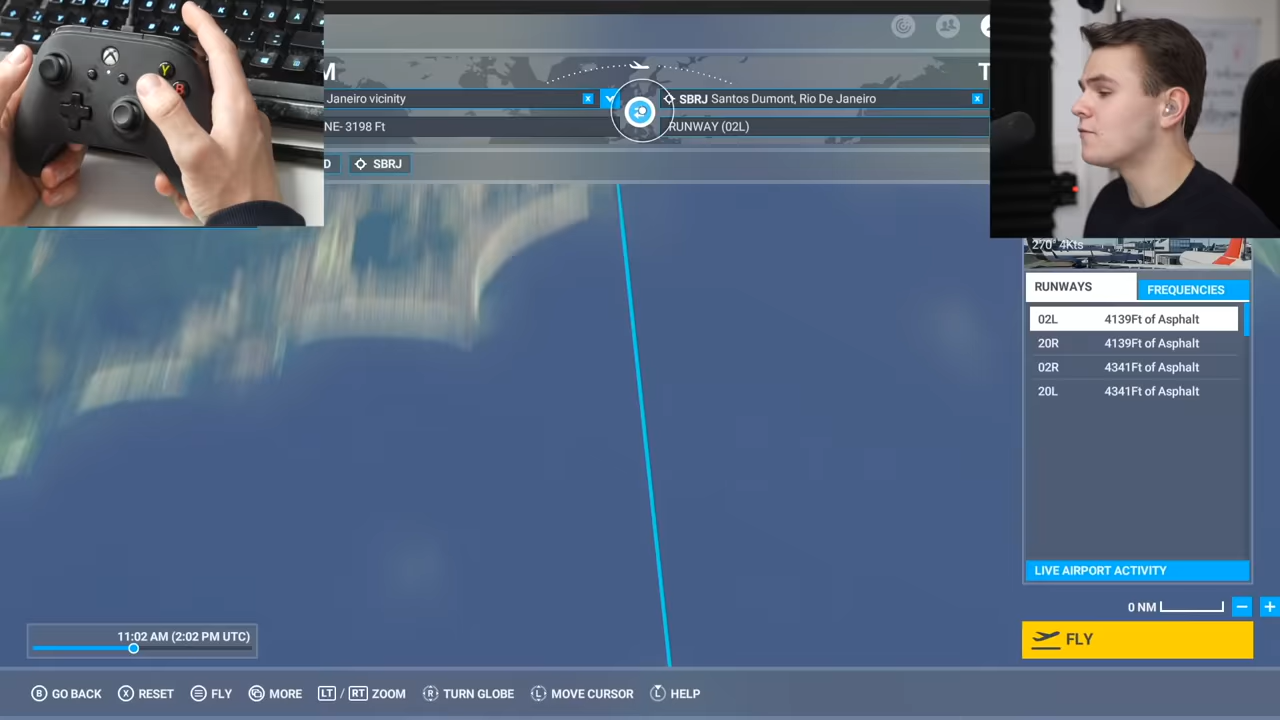 M
T
Janeiro vicinity
SBRJ Santos Dumont, Rio De Janeiro
NE- 3198 Ft
RUNWAY (02L)
D
SBRJ
Y
B
270° 4Kts
RUNWAYS
FREQUENCIES
02L 4139Ft of Asphalt
20R 4139Ft of Asphalt
02R 4341Ft of Asphalt
20L 4341Ft of Asphalt
LIVE AIRPORT ACTIVITY
0 NM
11:02 AM (2:02 PM UTC)
FLY
B GO BACK
X RESET
FLY
MORE
LT / RT ZOOM
R TURN GLOBE
L MOVE CURSOR
L HELP